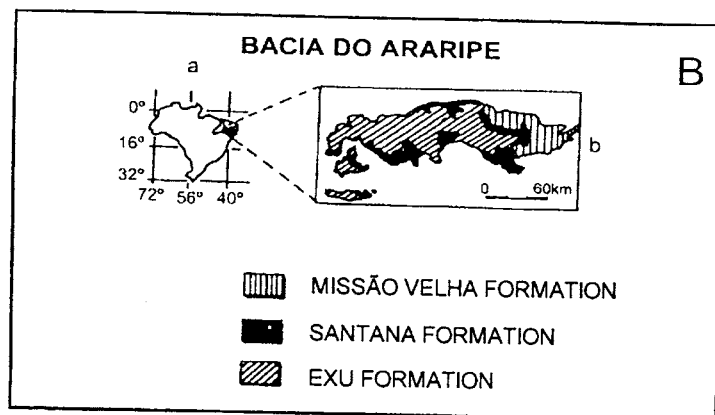 BACIA DO ARARIPE
B
a
0°
16°
32°
72° 56° 40°
b
0 60km
MISSÃO VELHA FORMATION
SANTANA FORMATION
EXU FORMATION